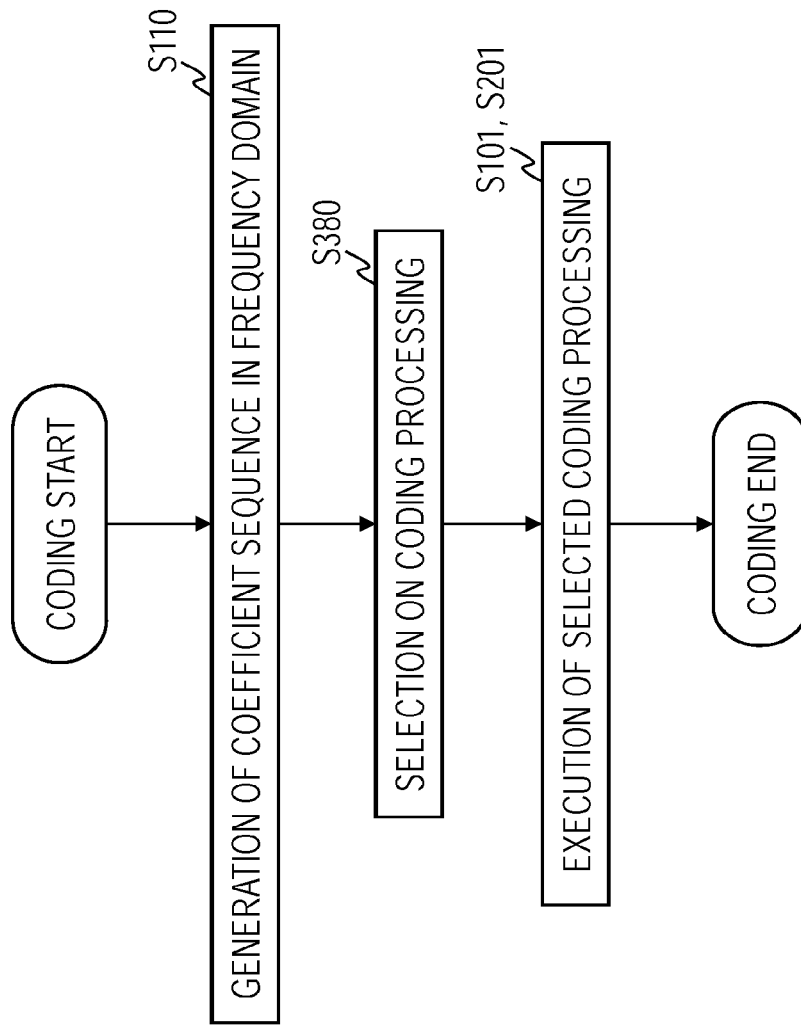 CODING START
S110
GENERATION OF COEFFICIENT SEQUENCE IN FREQUENCY DOMAIN
S380
SELECTION ON CODING PROCESSING
S101, S201
EXECUTION OF SELECTED CODING PROCESSING
CODING END